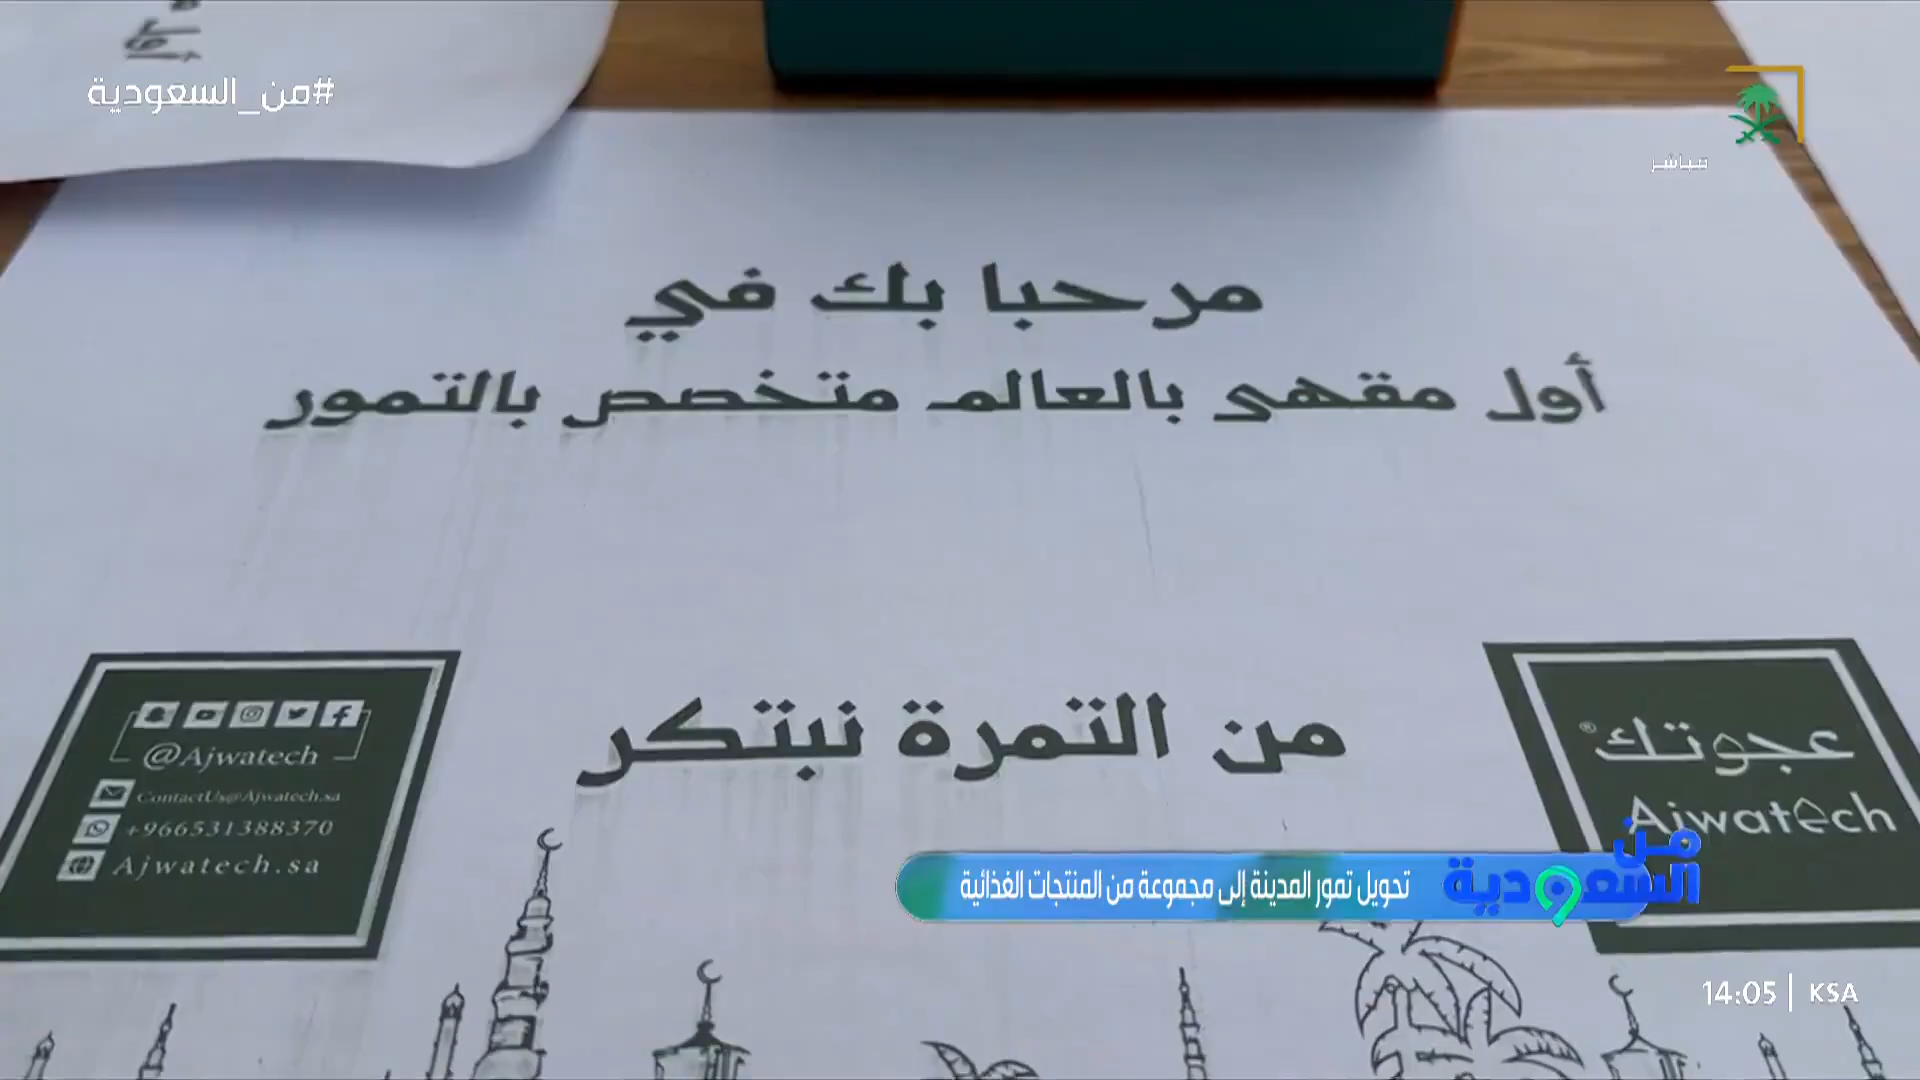 #من_السعودية
مباشر
مرحبا بك في
أول مقهى بالعالم متخصص بالتمور
من التمرة نبتكر
عجوتك®
Ajwatech
@Ajwatech
ContactUs@Ajwatech.sa
+966531388370
Ajwatech.sa
من السعودية
تحويل تمور المدينة إلى مجموعة من المنتجات الغذائية
14:05 | KSA